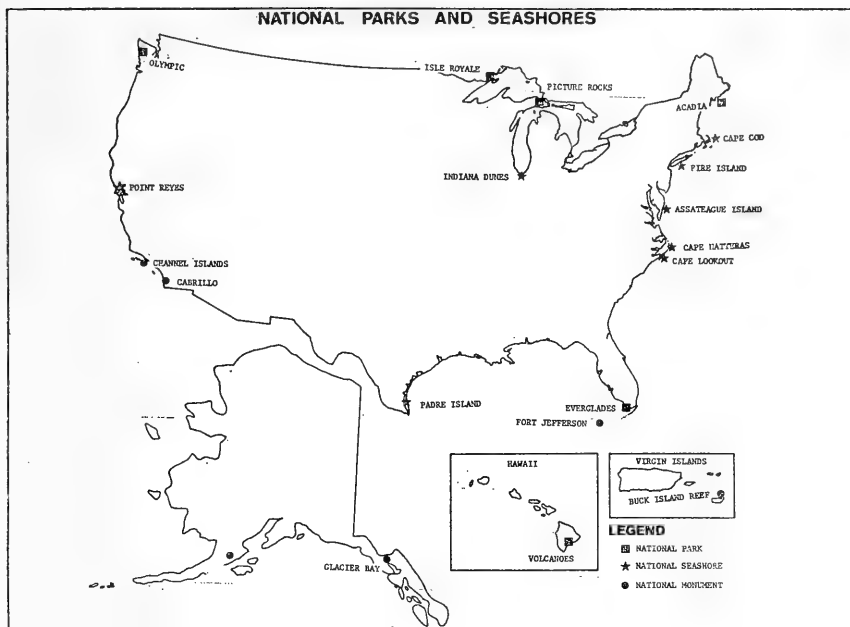 NATIONAL PARKS AND SEASHORES
OLYMPIC
ISLE ROYALE
PICTURE ROCKS
ACADIA
CAPE COD
INDIANA DUNES
PIRE ISLAND
POINT REYES
ASSATEAGUE ISLAND
CAPE HATTERAS
CAPE LOOKOUT
CHANNEL ISLANDS
CABRILLO
PADRE ISLAND
EVERGLADES
FORT JEFFERSON
HAWAII
VOLCANOES
VIRGIN ISLANDS
BUCK ISLAND REEF
GLACIER BAY
LEGEND
NATIONAL PARK
NATIONAL SEASHORE
NATIONAL MONUMENT